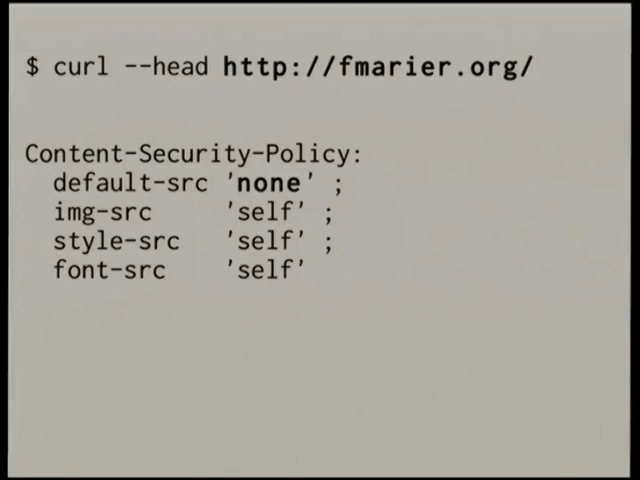 $ curl --head http://fmarier.org/
Content-Security-Policy:
default-src 'none' ;
img-src 'self' ;
style-src 'self' ;
font-src 'self'